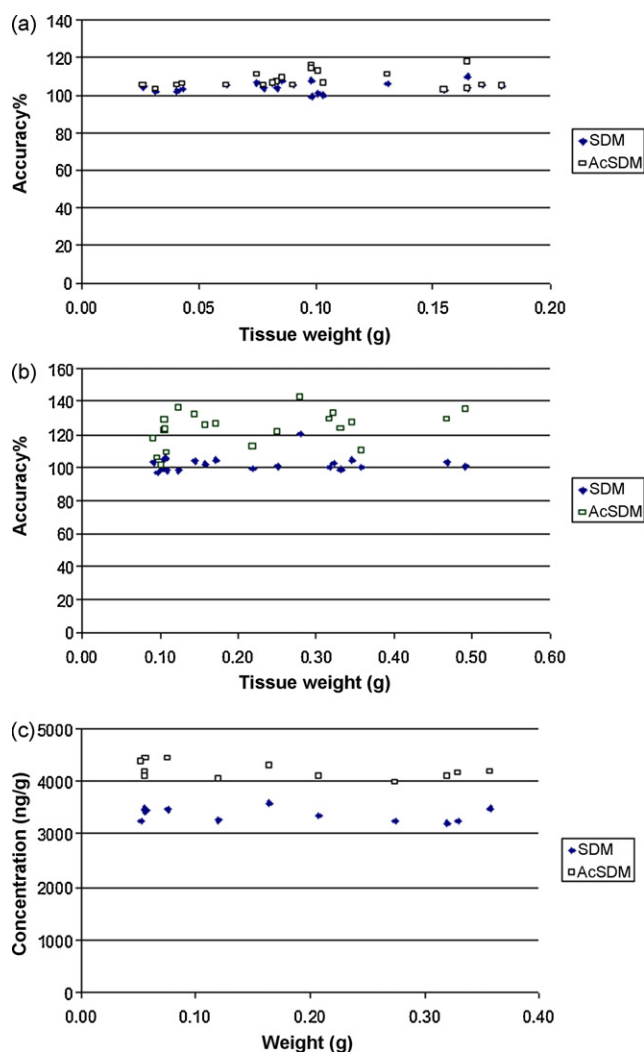 (a)
140
120
100
80
60
40
20
0
Accuracy%
0.00 0.05 0.10 0.15 0.20
Tissue weight (g)
SDM
AcSDM
(b)
160
140
120
100
80
60
40
20
0
Accuracy%
0.00 0.10 0.20 0.30 0.40 0.50 0.60
Tissue weight (g)
SDM
AcSDM
(c)
5000
4000
3000
2000
1000
0
Concentration (ng/g)
0.00 0.10 0.20 0.30 0.40
Weight (g)
SDM
AcSDM